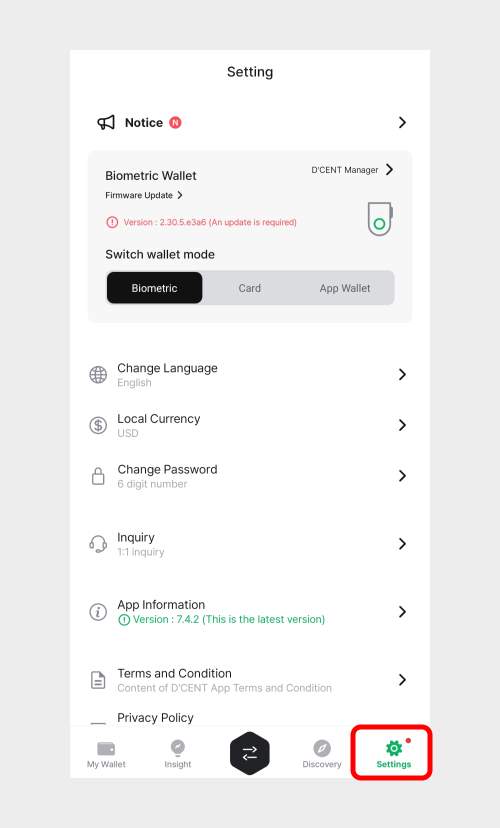 Setting
Notice N
D'CENT Manager
Biometric Wallet
Firmware Update
Version : 2.30.5.e3a6 (An update is required)
Switch wallet mode
Biometric Card App Wallet
Change Language
English
Local Currency
USD
Change Password
6 digit number
Inquiry
1:1 inquiry
App Information
Version : 7.4.2 (This is the latest version)
Terms and Condition
Content of D'CENT App Terms and Condition
Privacy Policy
My Wallet Insight Discovery Settings